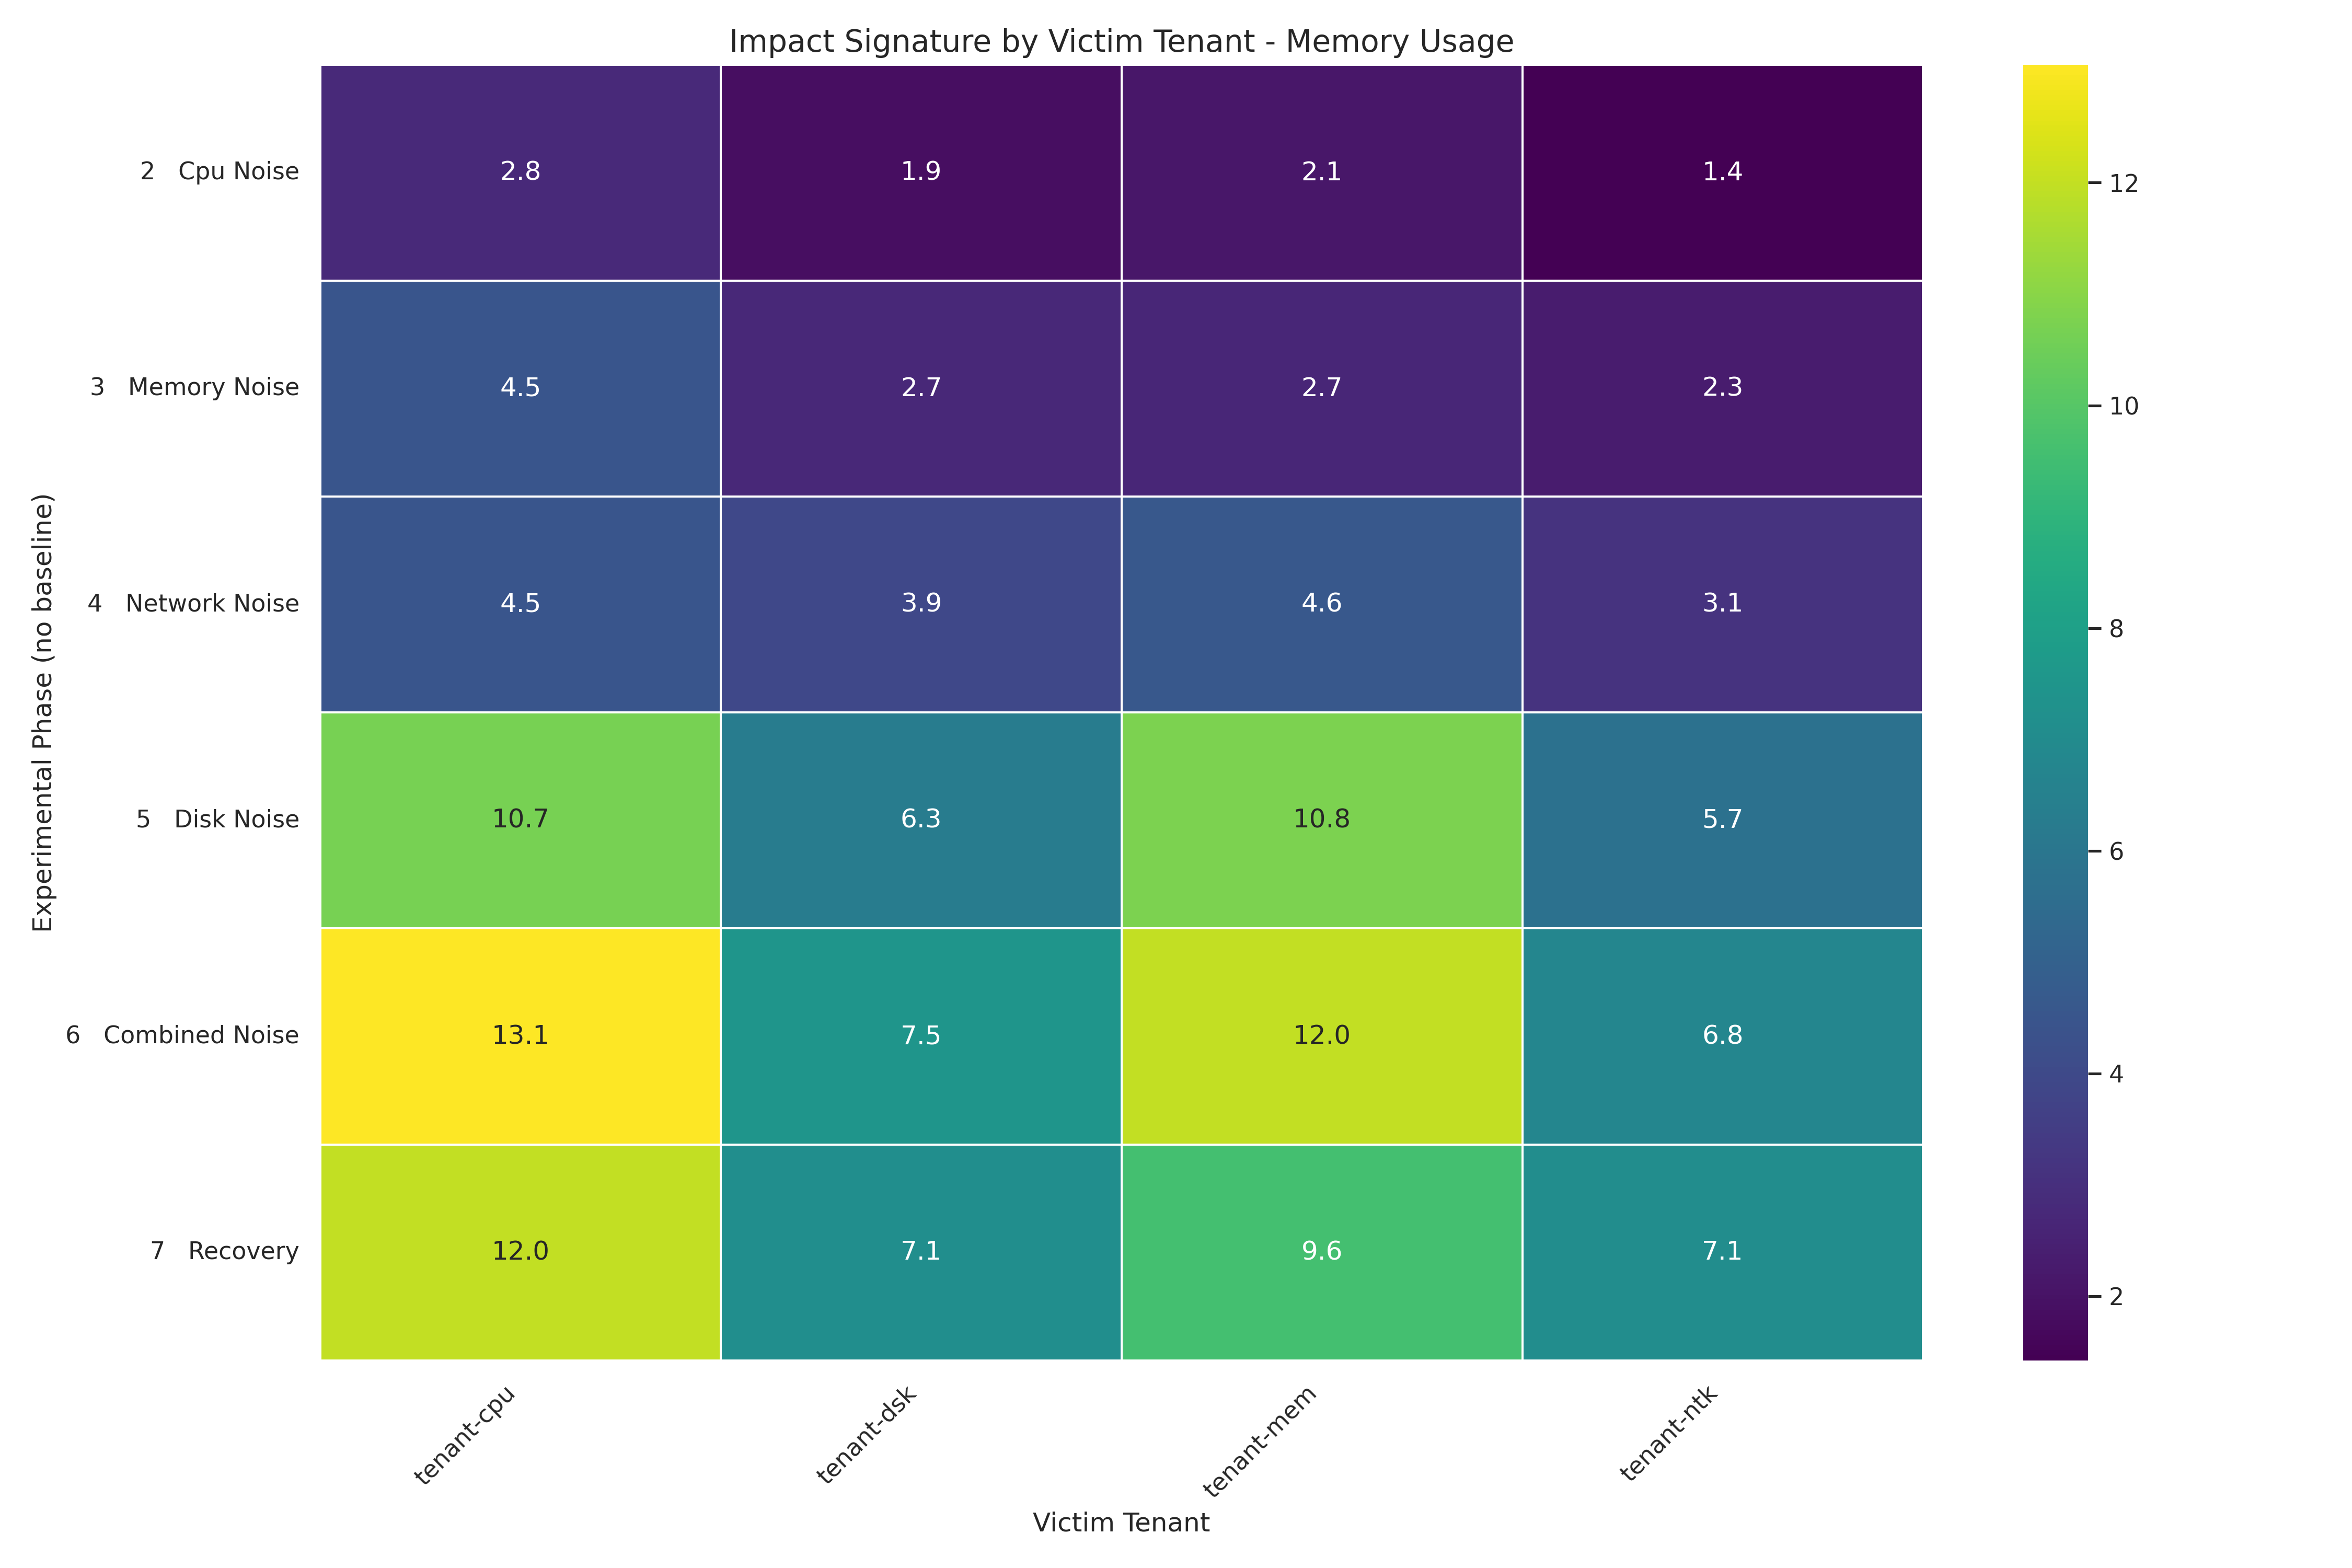 Impact Signature by Victim Tenant - Memory Usage
Experimental Phase (no baseline)
2 Cpu Noise
2.8 1.9 2.1 1.4
3 Memory Noise
4.5 2.7 2.7 2.3
4 Network Noise
4.5 3.9 4.6 3.1
5 Disk Noise
10.7 6.3 10.8 5.7
6 Combined Noise
13.1 7.5 12.0 6.8
7 Recovery
12.0 7.1 9.6 7.1
tenant-cpu
tenant-dsk
tenant-mem
tenant-ntk
Victim Tenant
12
10
8
6
4
2